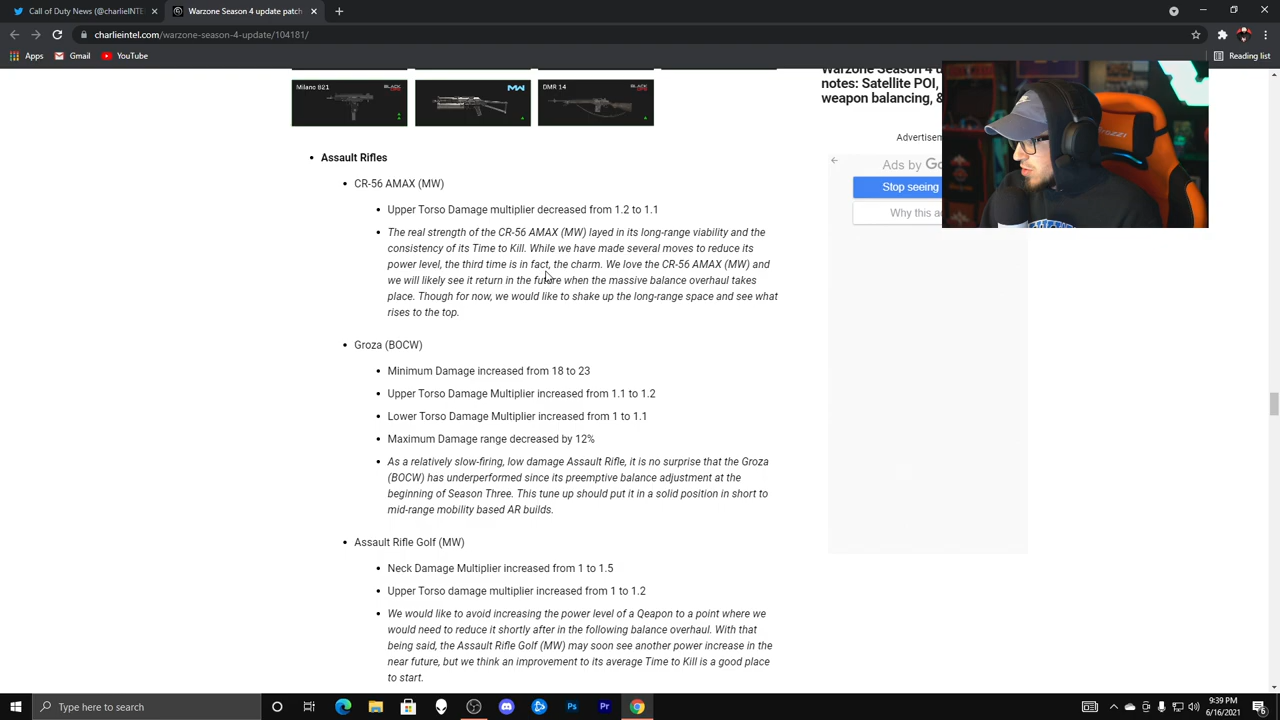 Call of Duty News @INTE
Warzone Season 4 update patch
charlieintel.com/warzone-season-4-update/104181/
Apps
Gmail
YouTube
Reading list
Milano 821
BLACK
MW
DMR 14
BLACK
Warzone Season 4 u
notes: Satellite POI,
weapon balancing, &
Advertisem
Ads by Go
Stop seeing
Why this ad
Assault Rifles
CR-56 AMAX (MW)
Upper Torso Damage multiplier decreased from 1.2 to 1.1
The real strength of the CR-56 AMAX (MW) layed in its long-range viability and the
consistency of its Time to Kill. While we have made several moves to reduce its
power level, the third time is in fact, the charm. We love the CR-56 AMAX (MW) and
we will likely see it return in the future when the massive balance overhaul takes
place. Though for now, we would like to shake up the long-range space and see what
rises to the top.
Groza (BOCW)
Minimum Damage increased from 18 to 23
Upper Torso Damage Multiplier increased from 1.1 to 1.2
Lower Torso Damage Multiplier increased from 1 to 1.1
Maximum Damage range decreased by 12%
As a relatively slow-firing, low damage Assault Rifle, it is no surprise that the Groza
(BOCW) has underperformed since its preemptive balance adjustment at the
beginning of Season Three. This tune up should put it in a solid position in short to
mid-range mobility based AR builds.
Assault Rifle Golf (MW)
Neck Damage Multiplier increased from 1 to 1.5
Upper Torso damage multiplier increased from 1 to 1.2
We would like to avoid increasing the power level of a Qeapon to a point where we
would need to reduce it shortly after in the following balance overhaul. With that
being said, the Assault Rifle Golf (MW) may soon see another power increase in the
near future, but we think an improvement to its average Time to Kill is a good place
to start.
Type here to search
9:39 PM
6/16/2021